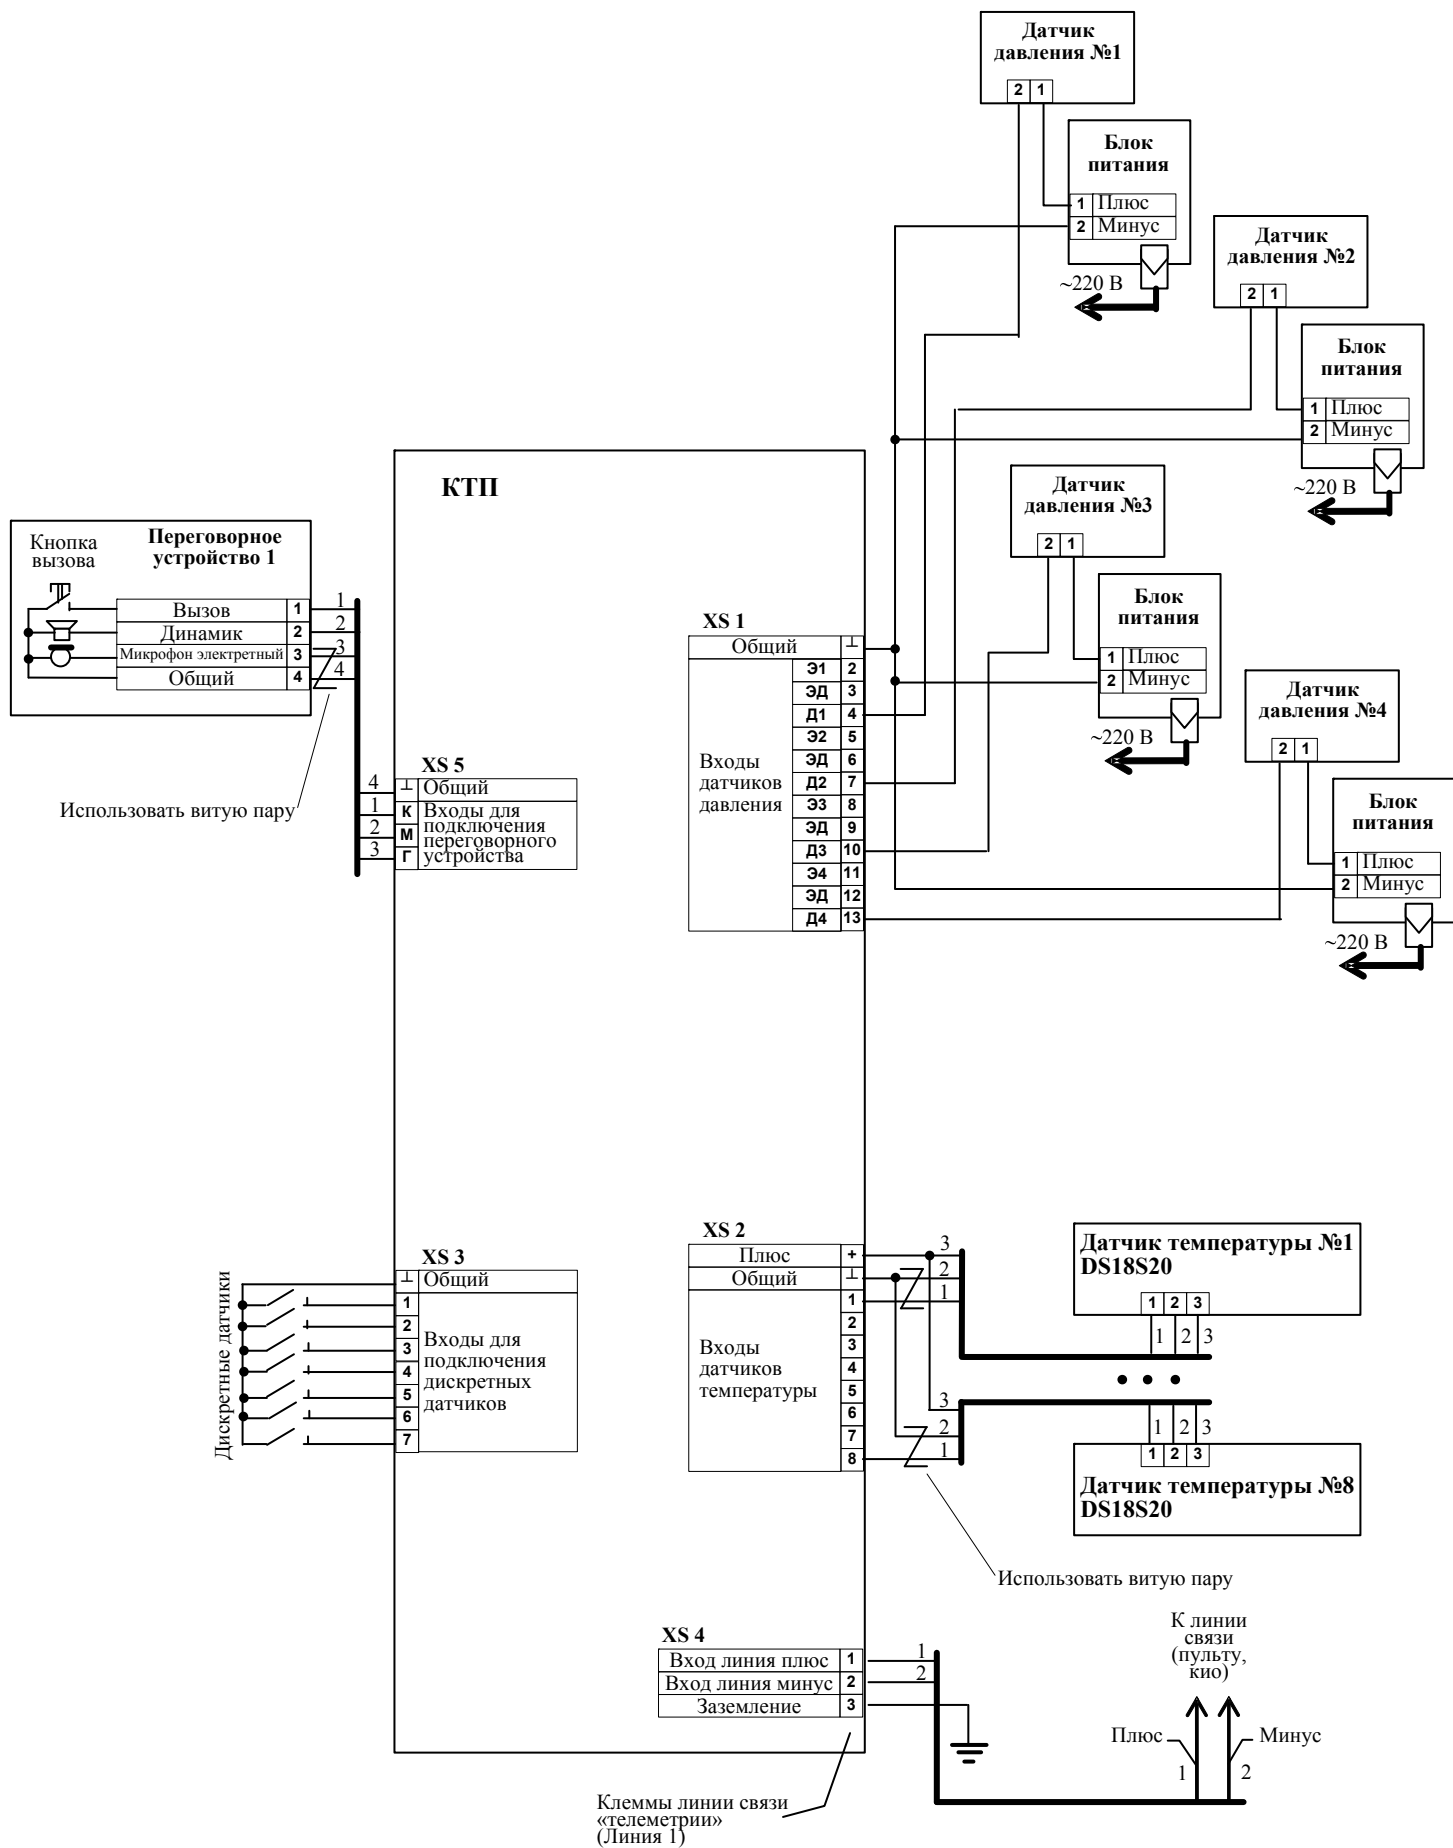 Датчик
давления №1
2 1
Блок
питания
1 Плюс
2 Минус
~220 В
Датчик
давления №2
2 1
Блок
питания
1 Плюс
2 Минус
~220 В
Датчик
давления №3
2 1
Блок
питания
1 Плюс
2 Минус
~220 В
Датчик
давления №4
2 1
Блок
питания
1 Плюс
2 Минус
~220 В
КТП
Переговорное
устройство 1
Кнопка
вызова
Вызов 1 1
Динамик 2 2
Микрофон электретный 3 3
Общий 4 4
Использовать витую пару
XS 5
4 ⊥ Общий
1 К
2 М
3 Г
Входы для
подключения
переговорного
устройства
XS 1
Общий ⊥
Э1 2
ЭД 3
Д1 4
Э2 5
ЭД 6
Д2 7
Э3 8
ЭД 9
Д3 10
Э4 11
ЭД 12
Д4 13
Входы
датчиков
давления
XS 3
⊥ Общий
1
2
3
4
5
6
7
Входы для
подключения
дискретных
датчиков
Дискретные датчики
XS 2
Плюс + 3
Общий ⊥ 2
1 1
2
3
4
5
6 3
7 2
8 1
Входы
датчиков
температуры
Датчик температуры №1
DS18S20
1 2 3
1 2 3
• • •
1 2 3
1 2 3
Датчик температуры №8
DS18S20
Использовать витую пару
XS 4
Вход линия плюс 1 1
Вход линия минус 2 2
Заземление 3
Клеммы линии связи
«телеметрии»
(Линия 1)
К линии
связи
(пульту,
кио)
Плюс
Минус
1 2